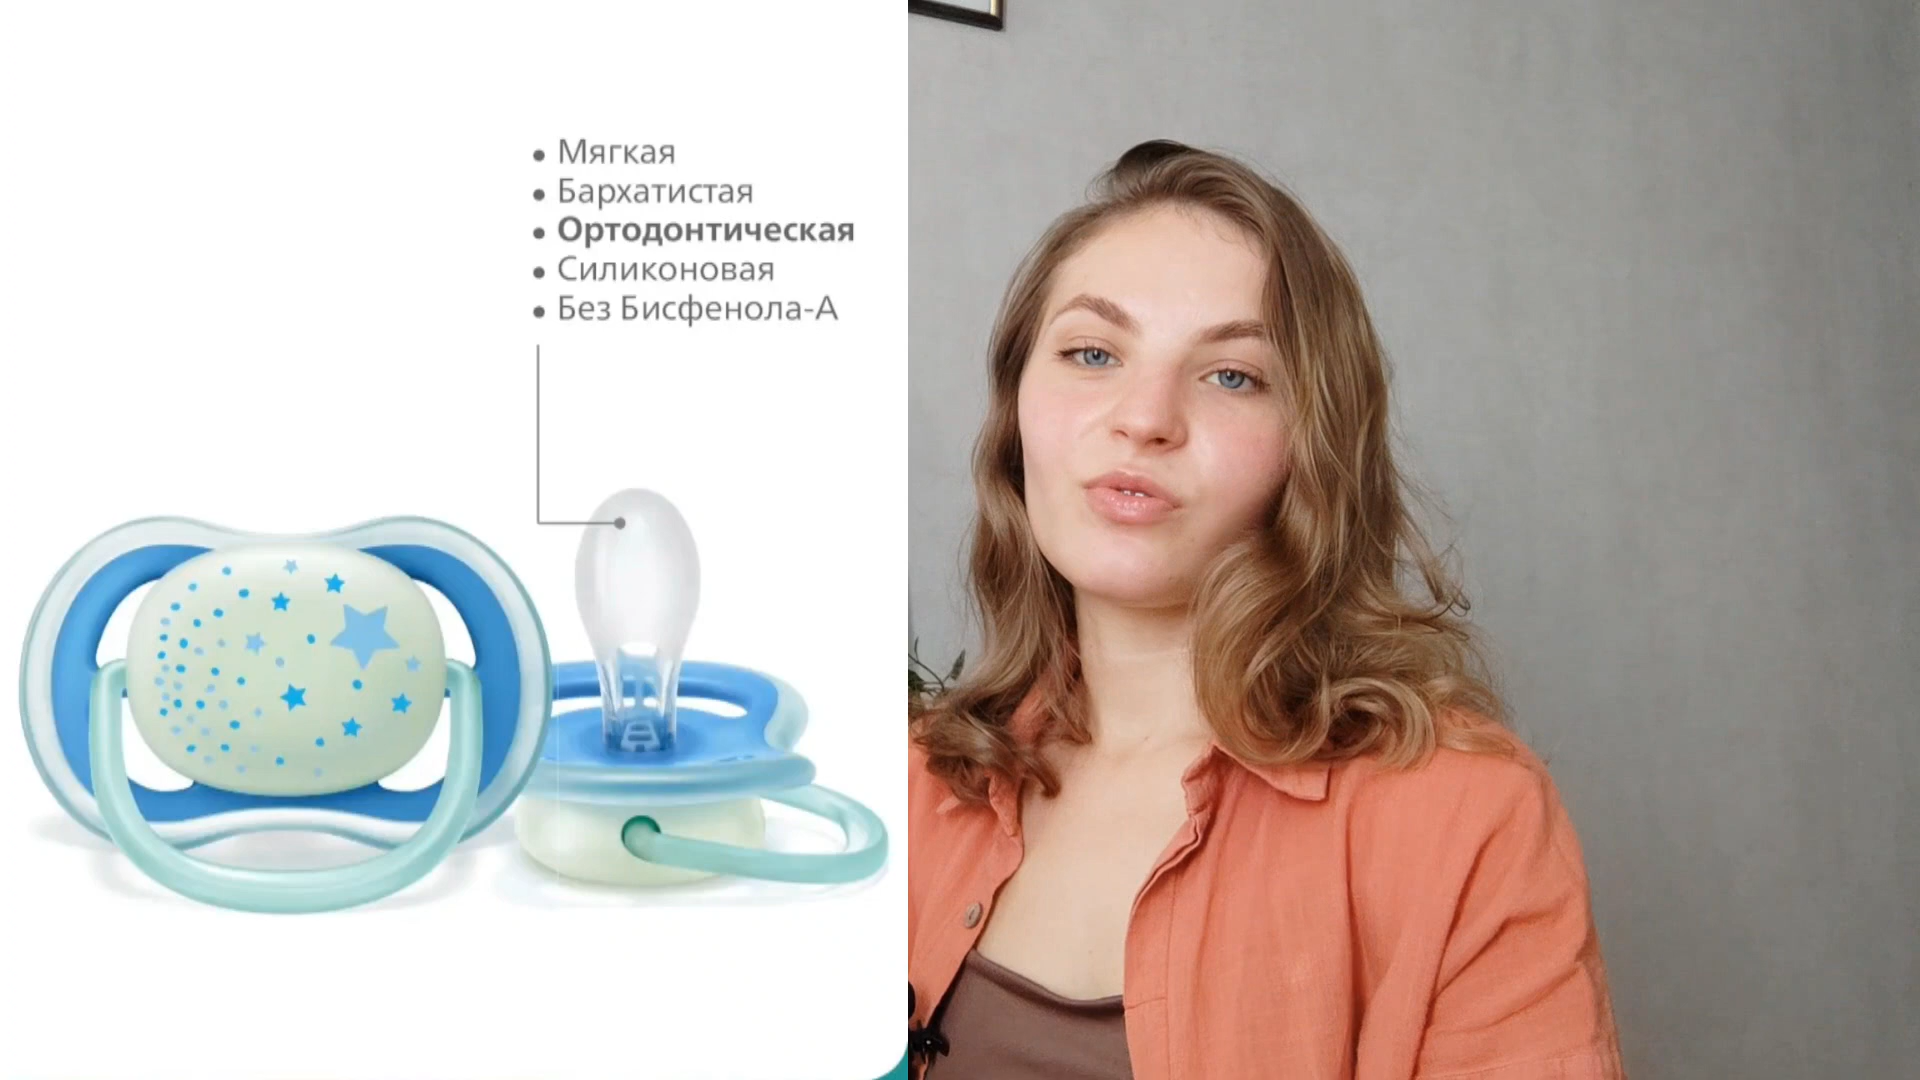 Мягкая
Бархатистая
Ортодонтическая
Силиконовая
Без Бисфенола-А